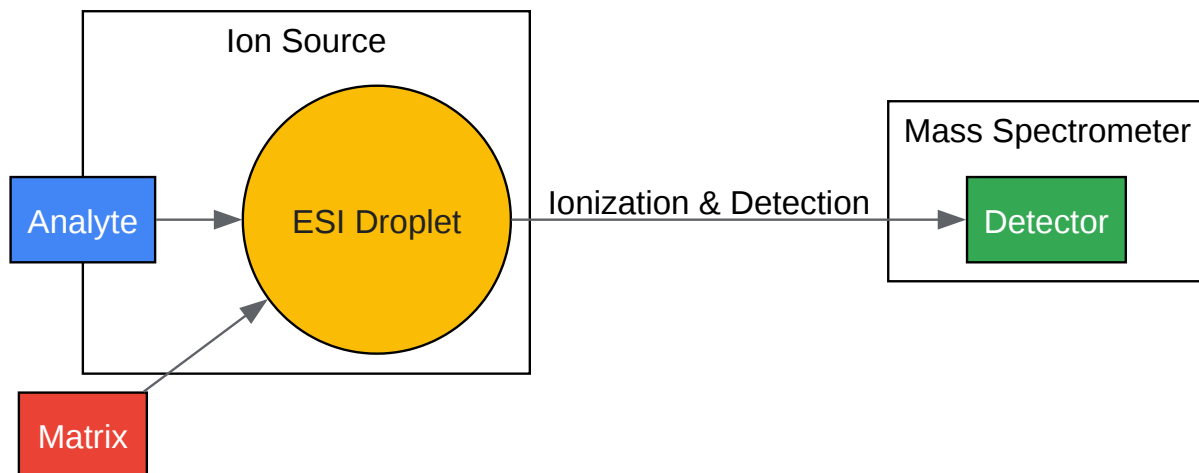 Ion Source
Mass Spectrometer
Analyte
ESI Droplet
Ionization & Detection
Detector
Matrix